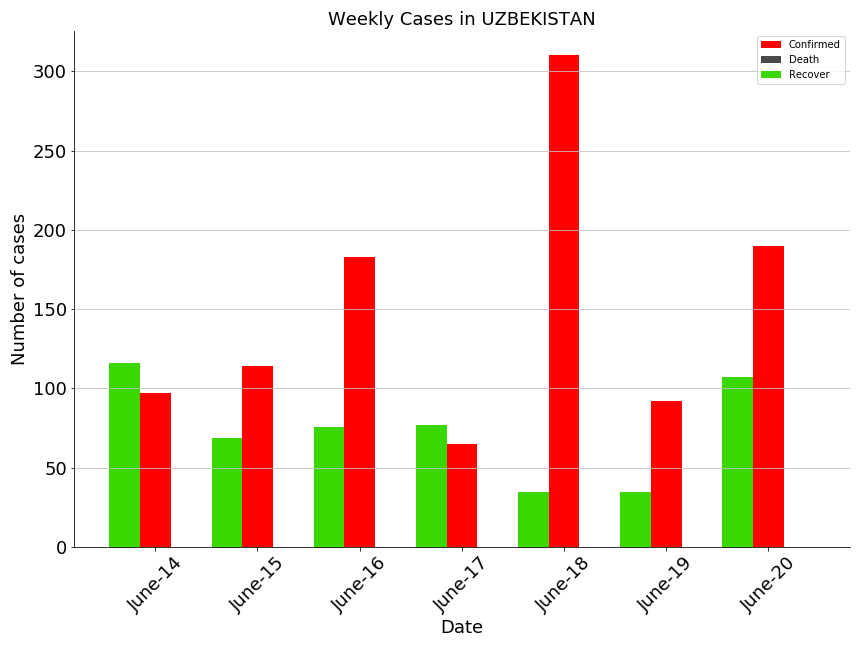 Weekly Cases in UZBEKISTAN
Confirmed
Death
Recover
Number of cases
300
250
200
150
100
50
0
June-14
June-15
June-16
June-17
June-18
June-19
June-20
Date